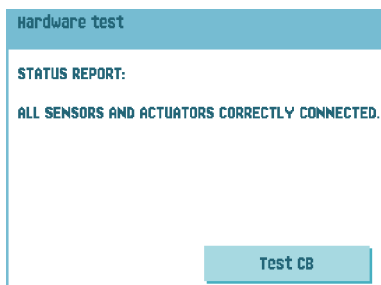 Hardware test
STATUS REPORT:
ALL SENSORS AND ACTUATORS CORRECTLY CONNECTED.
Test CB